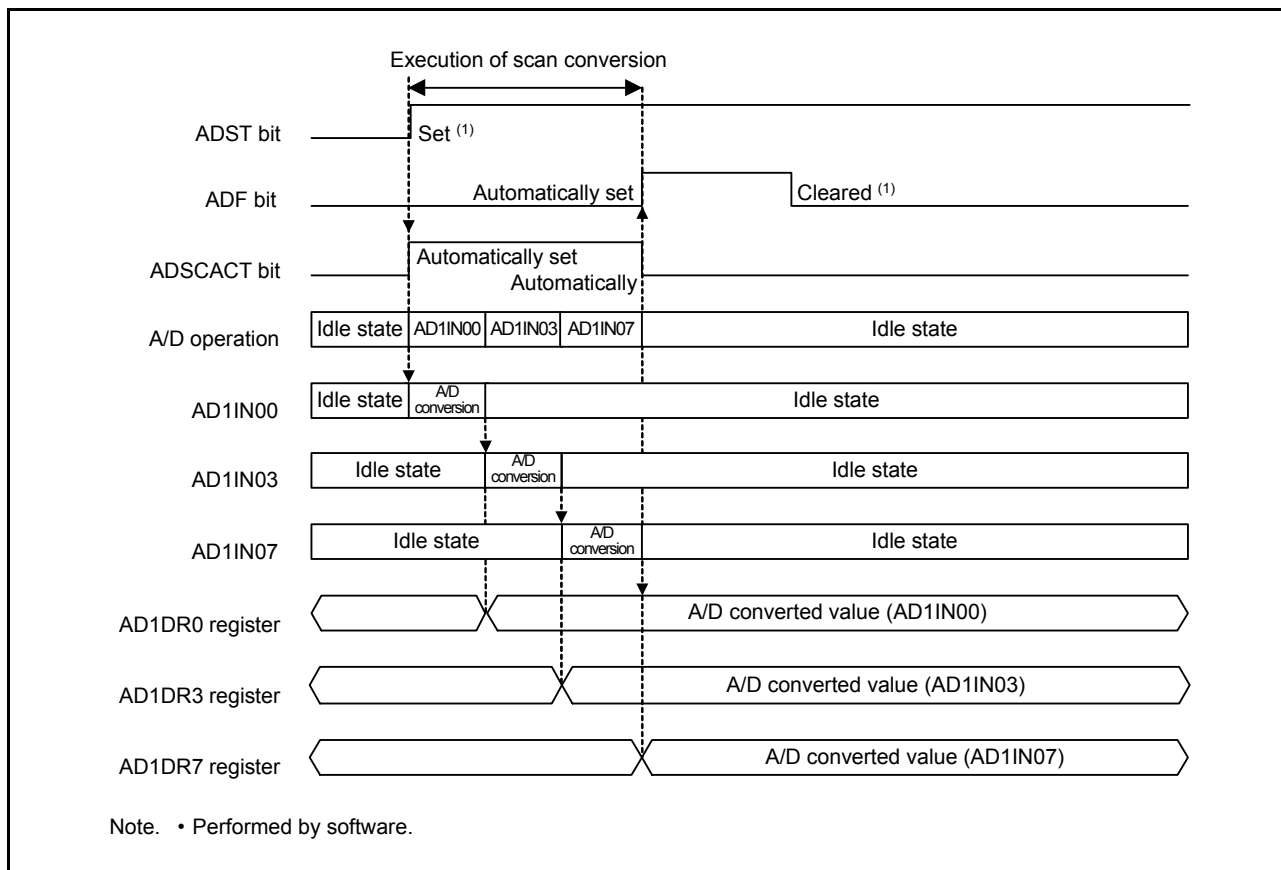 Execution of scan conversion
ADST bit
Set (1)
ADF bit
Automatically set
Cleared (1)
ADSCACT bit
Automatically set
Automatically
A/D operation
Idle state
AD1IN00
AD1IN03
AD1IN07
Idle state
AD1IN00
Idle state
A/D
conversion
Idle state
AD1IN03
Idle state
A/D
conversion
Idle state
AD1IN07
Idle state
A/D
conversion
Idle state
AD1DR0 register
A/D converted value (AD1IN00)
AD1DR3 register
A/D converted value (AD1IN03)
AD1DR7 register
A/D converted value (AD1IN07)
Note. • Performed by software.